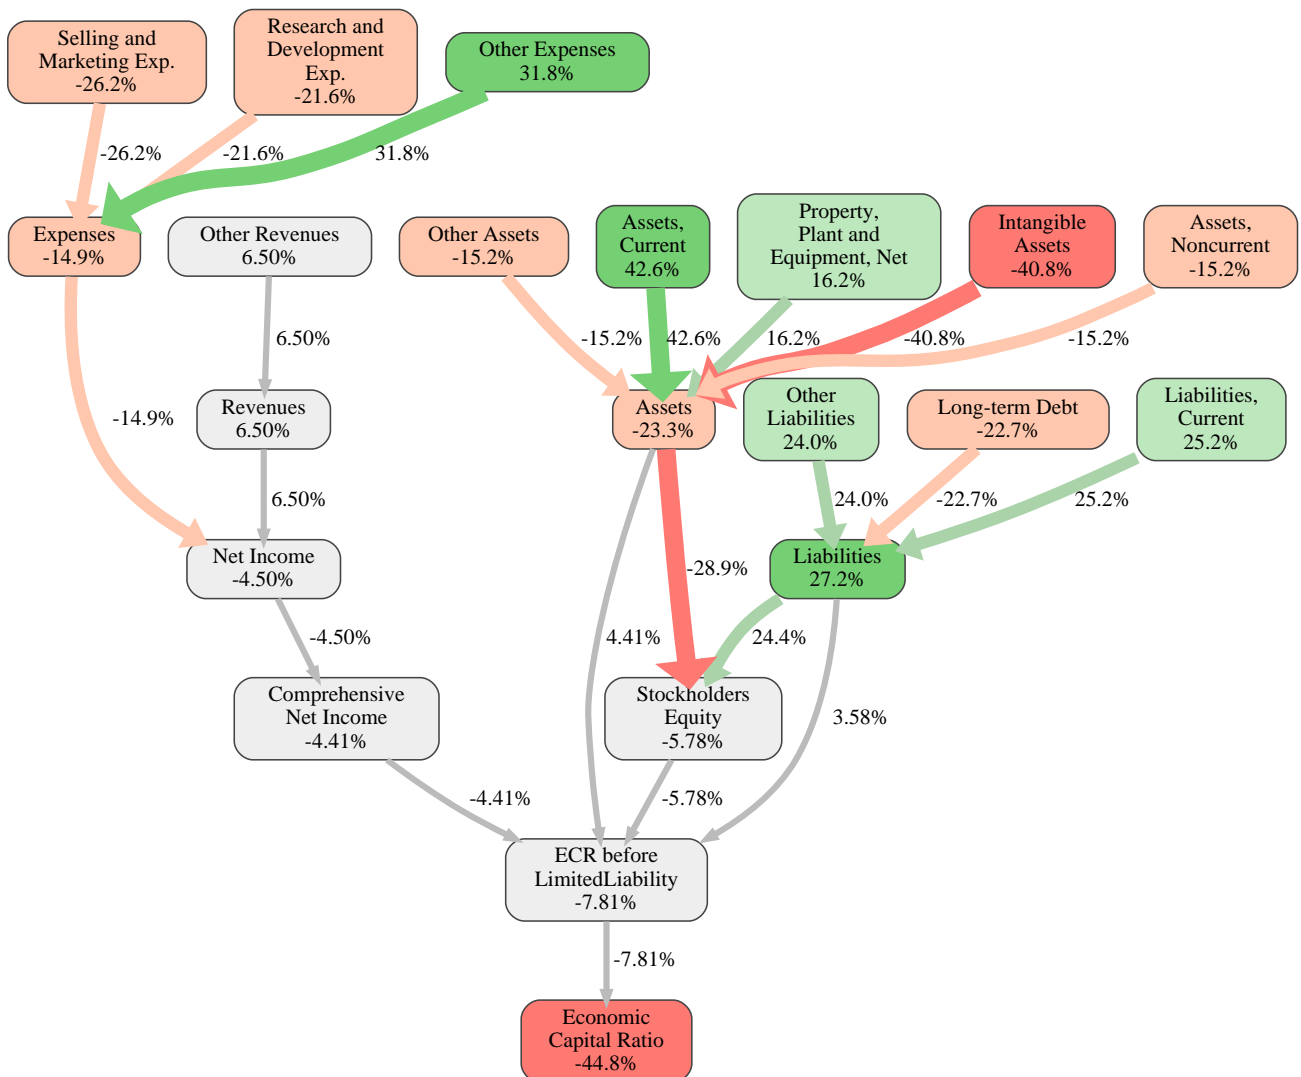 Selling and
Marketing Exp.
-26.2%
Research and
Development
Exp.
-21.6%
Other Expenses
31.8%
-26.2%
-21.6%
31.8%
Expenses
-14.9%
Other Revenues
6.50%
Other Assets
-15.2%
Assets,
Current
42.6%
Property,
Plant and
Equipment, Net
16.2%
Intangible
Assets
-40.8%
Assets,
Noncurrent
-15.2%
6.50%
-15.2%
42.6%
16.2%
-40.8%
-15.2%
-14.9%
Revenues
6.50%
Assets
-23.3%
Other
Liabilities
24.0%
Long-term Debt
-22.7%
Liabilities,
Current
25.2%
6.50%
24.0%
-22.7%
25.2%
Net Income
-4.50%
-28.9%
Liabilities
27.2%
-4.50%
4.41%
24.4%
Comprehensive
Net Income
-4.41%
Stockholders
Equity
-5.78%
3.58%
-4.41%
-5.78%
ECR before
LimitedLiability
-7.81%
-7.81%
Economic
Capital Ratio
-44.8%